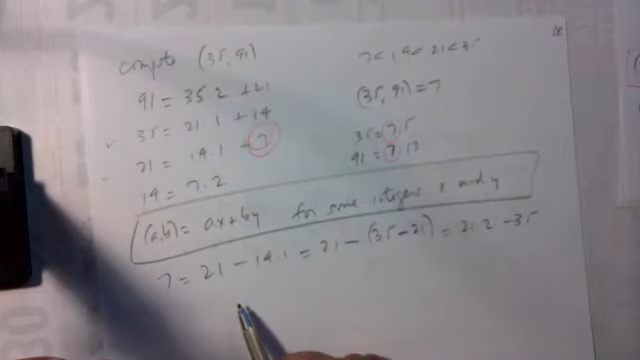 compute (35, 91)
91 = 35.2 + 21
35 = 21.1 + 14
21 = 14.1 + 7
14 = 7.2
7 < 14 < 21 < 35
(35, 91) = 7
35 = 7.5
91 = 7.13
(a,b) = ax+by for some integers x and y
7 = 21 - 14.1 = 21 - (35-21) = 21.2 - 35